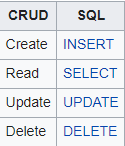 CRUD SQL
Create INSERT
Read SELECT
Update UPDATE
Delete DELETE